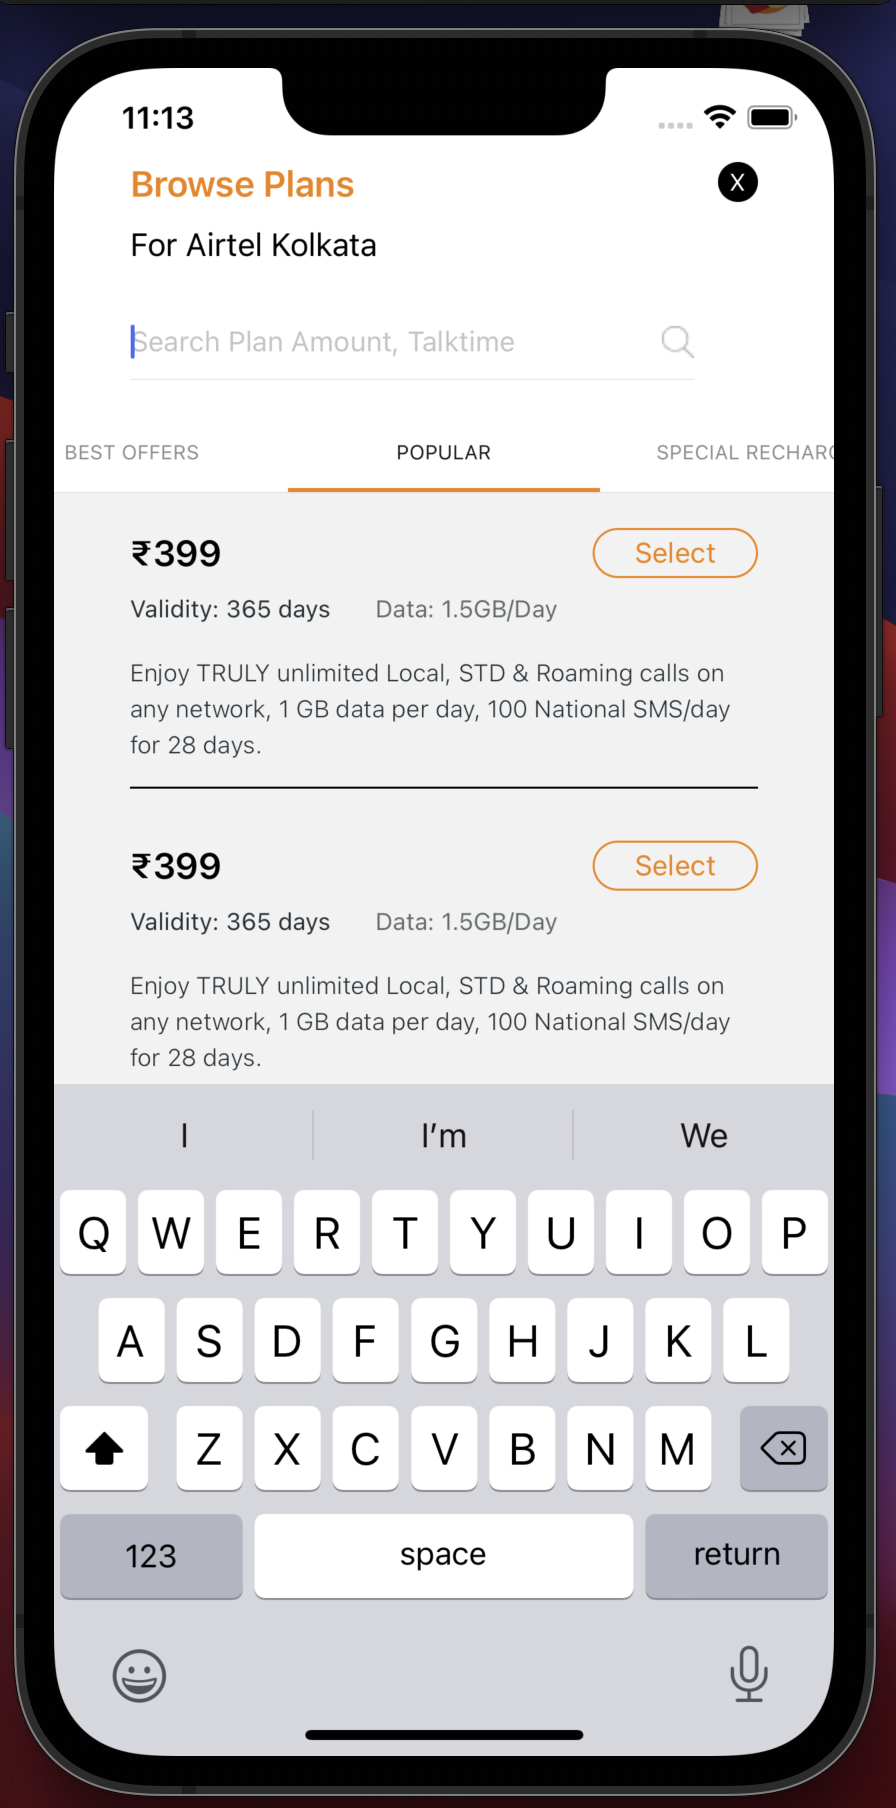 11:13
Browse Plans
X
For Airtel Kolkata
Search Plan Amount, Talktime
BEST OFFERS POPULAR SPECIAL RECHARG
₹399 Select
Validity: 365 days Data: 1.5GB/Day
Enjoy TRULY unlimited Local, STD & Roaming calls on
any network, 1 GB data per day, 100 National SMS/day
for 28 days.
₹399 Select
Validity: 365 days Data: 1.5GB/Day
Enjoy TRULY unlimited Local, STD & Roaming calls on
any network, 1 GB data per day, 100 National SMS/day
for 28 days.
I I'm We
Q W E R T Y U I O P
A S D F G H J K L
Z X C V B N M
123 space return